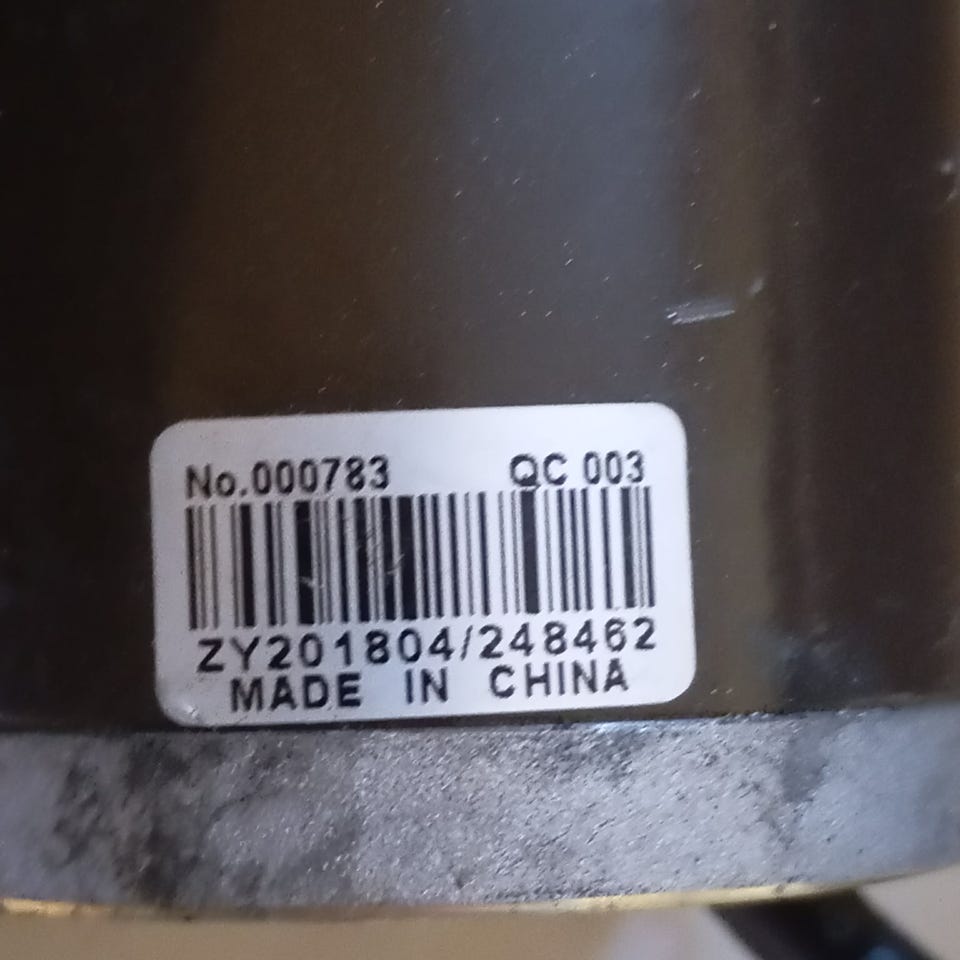 No.000783 QC 003
ZY201804/248462
MADE IN CHINA